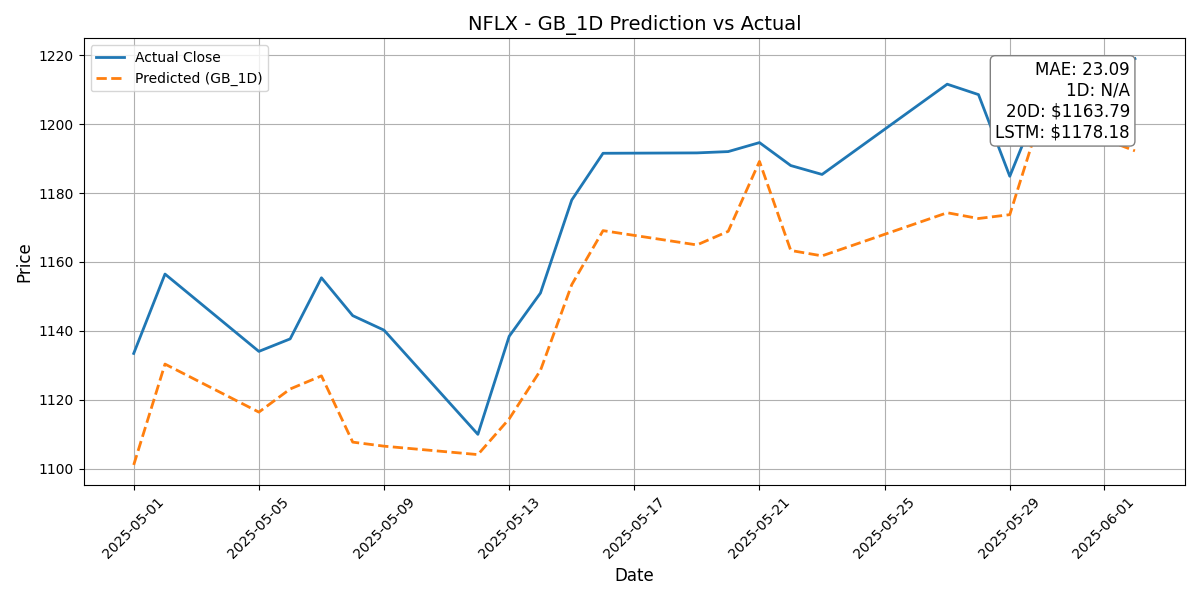 NFLX - GB_1D Prediction vs Actual
Actual Close
Predicted (GB_1D)
MAE: 23.09
1D: N/A
20D: $1163.79
LSTM: $1178.18
Price
1220
1200
1180
1160
1140
1120
1100
2025-05-01
2025-05-05
2025-05-09
2025-05-13
2025-05-17
2025-05-21
2025-05-25
2025-05-29
2025-06-01
Date